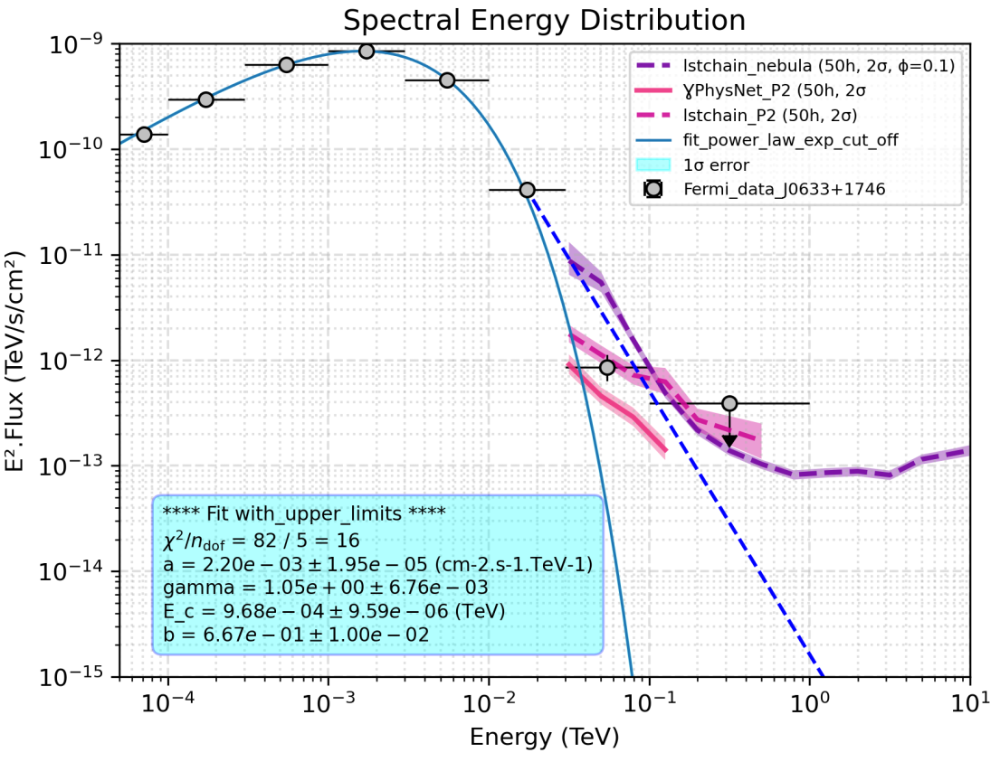 Spectral Energy Distribution
E².Flux (TeV/s/cm²)
10⁻⁹
10⁻¹⁰
10⁻¹¹
10⁻¹²
10⁻¹³
10⁻¹⁴
10⁻¹⁵
lstchain_nebula (50h, 2σ, ϕ=0.1)
ɣPhysNet_P2 (50h, 2σ
lstchain_P2 (50h, 2σ)
fit_power_law_exp_cut_off
1σ error
Fermi_data_J0633+1746
**** Fit with_upper_limits ****
χ²/n_dof = 82 / 5 = 16
a = 2.20e − 03 ± 1.95e − 05 (cm-2.s-1.TeV-1)
gamma = 1.05e + 00 ± 6.76e − 03
E_c = 9.68e − 04 ± 9.59e − 06 (TeV)
b = 6.67e − 01 ± 1.00e − 02
10⁻⁴ 10⁻³ 10⁻² 10⁻¹ 10⁰ 10¹
Energy (TeV)